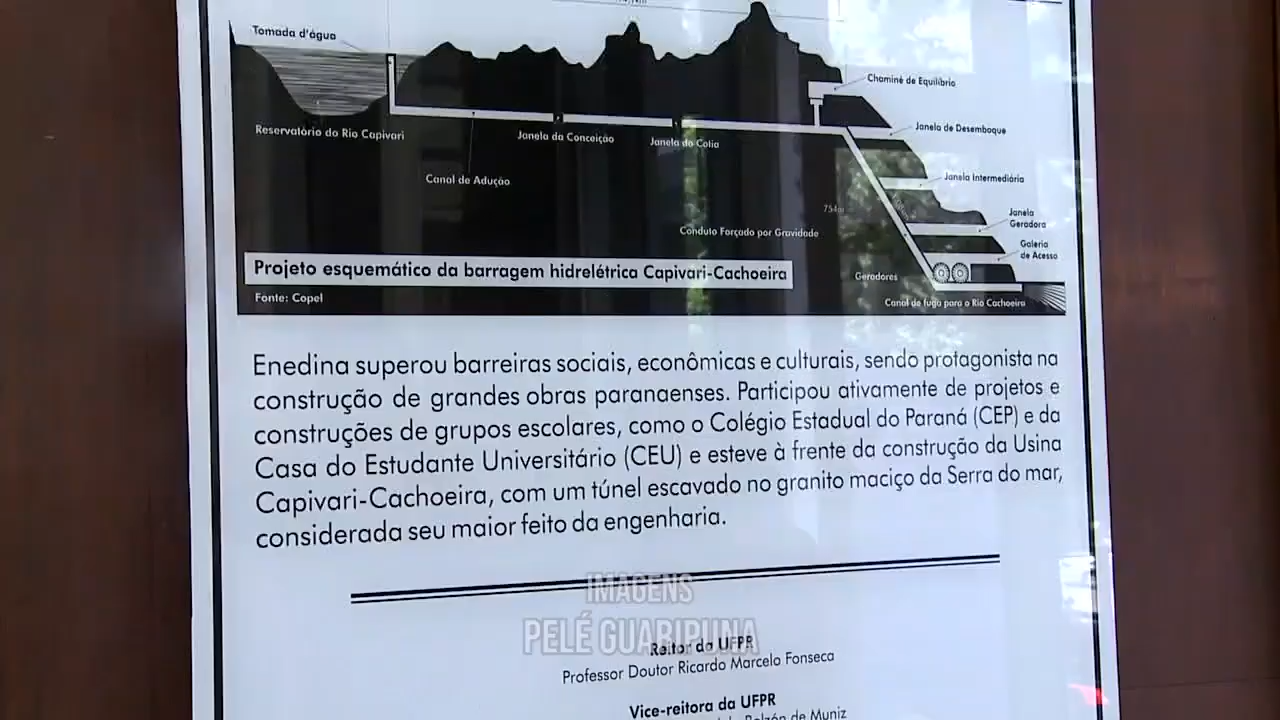 Tomada d'água
Chaminé de Equilíbrio
Reservatório do Rio Capivari
Janela da Conceição
Janela do Cotia
Janela de Desemboque
Canal de Adução
Janela Intermediária
754m
Janela
Geradora
Conduto Forçado por Gravidade
Galeria
de Acesso
Projeto esquemático da barragem hidrelétrica Capivari-Cachoeira
Geradores
Fonte: Copel
Canal de fuga para o Rio Cachoeira
Enedina superou barreiras sociais, econômicas e culturais, sendo protagonista na
construção de grandes obras paranaenses. Participou ativamente de projetos e
construções de grupos escolares, como o Colégio Estadual do Paraná (CEP) e da
Casa do Estudante Universitário (CEU) e esteve à frente da construção da Usina
Capivari-Cachoeira, com um túnel escavado no granito maciço da Serra do mar,
considerada seu maior feito da engenharia.
IMAGENS
PELÉ GUARIPUNA
Reitor da UFPR
Professor Doutor Ricardo Marcelo Fonseca
Vice-reitora da UFPR
de Muniz